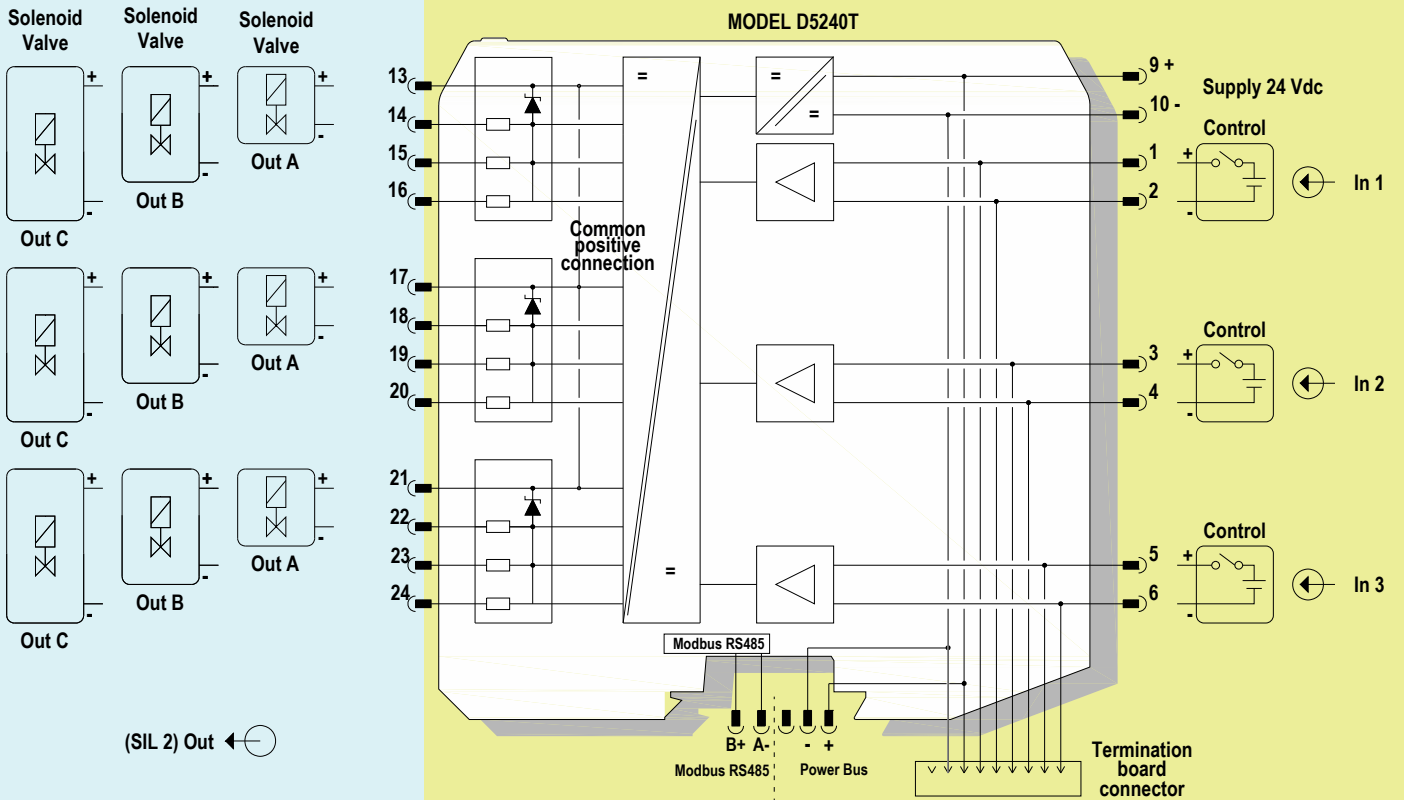 MODEL D5240T
Solenoid
Valve
Solenoid
Valve
Solenoid
Valve
+
-
Out C
+
-
Out B
+
-
Out A
13
14
15
16
=
=
=
9 +
10 -
Supply 24 Vdc
Control
1
2
+
-
In 1
Common
positive
connection
+
-
Out C
+
-
Out B
+
-
Out A
17
18
19
20
Control
3
4
+
-
In 2
+
-
Out C
+
-
Out B
+
-
Out A
21
22
23
24
=
Control
5
6
+
-
In 3
Modbus RS485
(SIL 2) Out
B+ A-
- +
Modbus RS485
Power Bus
Termination
board
connector